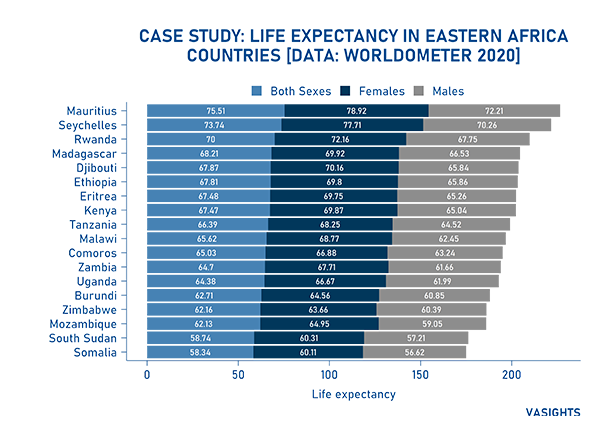 CASE STUDY: LIFE EXPECTANCY IN EASTERN AFRICA
COUNTRIES [DATA: WORLDOMETER 2020]
Both Sexes Females Males
Mauritius 75.51 78.92 72.21
Seychelles 73.74 77.71 70.26
Rwanda 70 72.16 67.75
Madagascar 68.21 69.92 66.53
Djibouti 67.87 70.16 65.84
Ethiopia 67.81 69.8 65.86
Eritrea 67.48 69.75 65.26
Kenya 67.47 69.87 65.04
Tanzania 66.39 68.25 64.52
Malawi 65.62 68.77 62.45
Comoros 65.03 66.88 63.24
Zambia 64.7 67.71 61.66
Uganda 64.38 66.67 61.99
Burundi 62.71 64.56 60.85
Zimbabwe 62.16 63.66 60.39
Mozambique 62.13 64.95 59.05
South Sudan 58.74 60.31 57.21
Somalia 58.34 60.11 56.62
0 50 100 150 200
Life expectancy
VASIGHTS